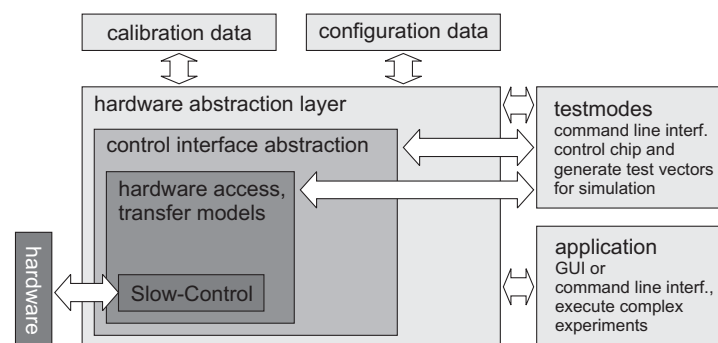 calibration data
configuration data
hardware abstraction layer
control interface abstraction
hardware access,
transfer models
Slow-Control
hardware
testmodes
command line interf.
control chip and
generate test vectors
for simulation
application
GUI or
command line interf.,
execute complex
experiments